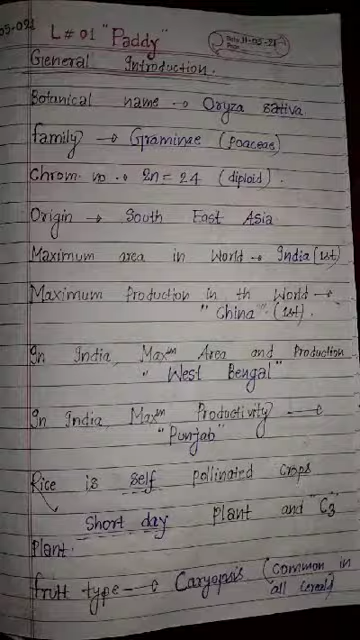 L # 01 "Paddy"
General Introduction.
Botanical name → Oryza sativa
family → Graminae (poaceae)
Chrom. no .. 2n = 24 (diploid).
Origin → South East Asia
Maximum area in World → India (1st)
Maximum Production in th World →
"China" (1st).
In India, Maxm Area and Production
"West Bengal"
In India Maxm Productivity →
"Punjab"
Rice is self pollinated crops
Short day plant and "C3
plant.
fruit type → Caryopsis (common in
all cereal)